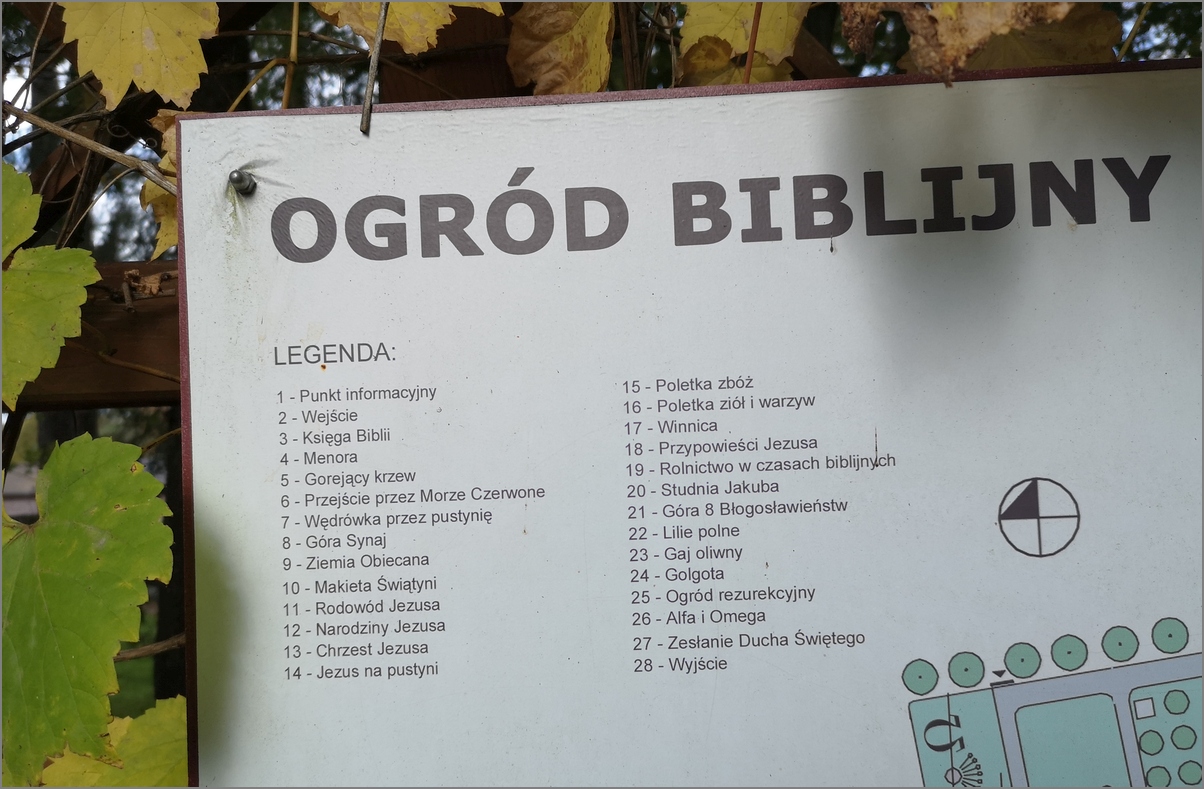 OGRÓD BIBLIJNY
LEGENDA:
1 - Punkt informacyjny
2 - Wejście
3 - Księga Biblii
4 - Menora
5 - Gorejący krzew
6 - Przejście przez Morze Czerwone
7 - Wędrówka przez pustynię
8 - Góra Synaj
9 - Ziemia Obiecana
10 - Makieta Świątyni
11 - Rodowód Jezusa
12 - Narodziny Jezusa
13 - Chrzest Jezusa
14 - Jezus na pustyni
15 - Poletka zbóż
16 - Poletka ziół i warzyw
17 - Winnica
18 - Przypowieści Jezusa
19 - Rolnictwo w czasach biblijnych
20 - Studnia Jakuba
21 - Góra 8 Błogosławieństw
22 - Lilie polne
23 - Gaj oliwny
24 - Golgota
25 - Ogród rezurekcyjny
26 - Alfa i Omega
27 - Zesłanie Ducha Świętego
28 - Wyjście